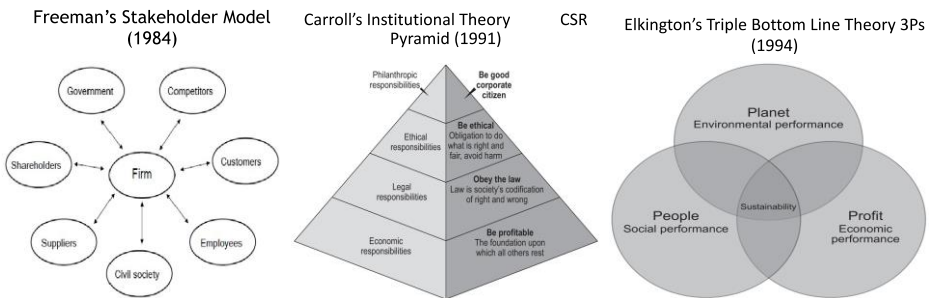 Freeman's Stakeholder Model
(1984)
Government
Competitors
Shareholders
Firm
Customers
Suppliers
Employees
Civil society
Carroll's Institutional Theory CSR
Pyramid (1991)
Philanthropic
responsibilities
Be good
corporate
citizen
Ethical
responsibilities
Be ethical
Obligation to do
what is right and
fair, avoid harm
Legal
responsibilities
Obey the law
Law is society's codification
of right and wrong
Economic
responsibilities
Be profitable
The foundation upon
which all others rest
Elkington's Triple Bottom Line Theory 3Ps
(1994)
Planet
Environmental performance
Sustainability
People
Social performance
Profit
Economic
performance